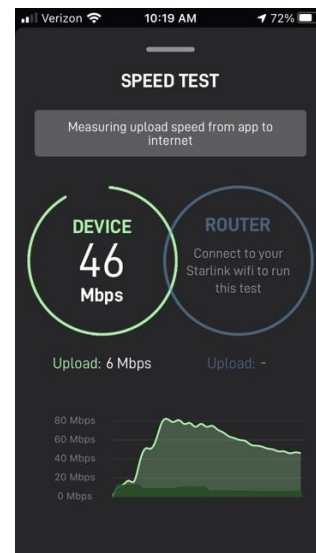 Verizon 10:19 AM 72%
SPEED TEST
Measuring upload speed from app to
internet
DEVICE
46
Mbps
ROUTER
Connect to your
Starlink wifi to run
this test
Upload: 6 Mbps
Upload: -
80 Mbps
60 Mbps
40 Mbps
20 Mbps
0 Mbps